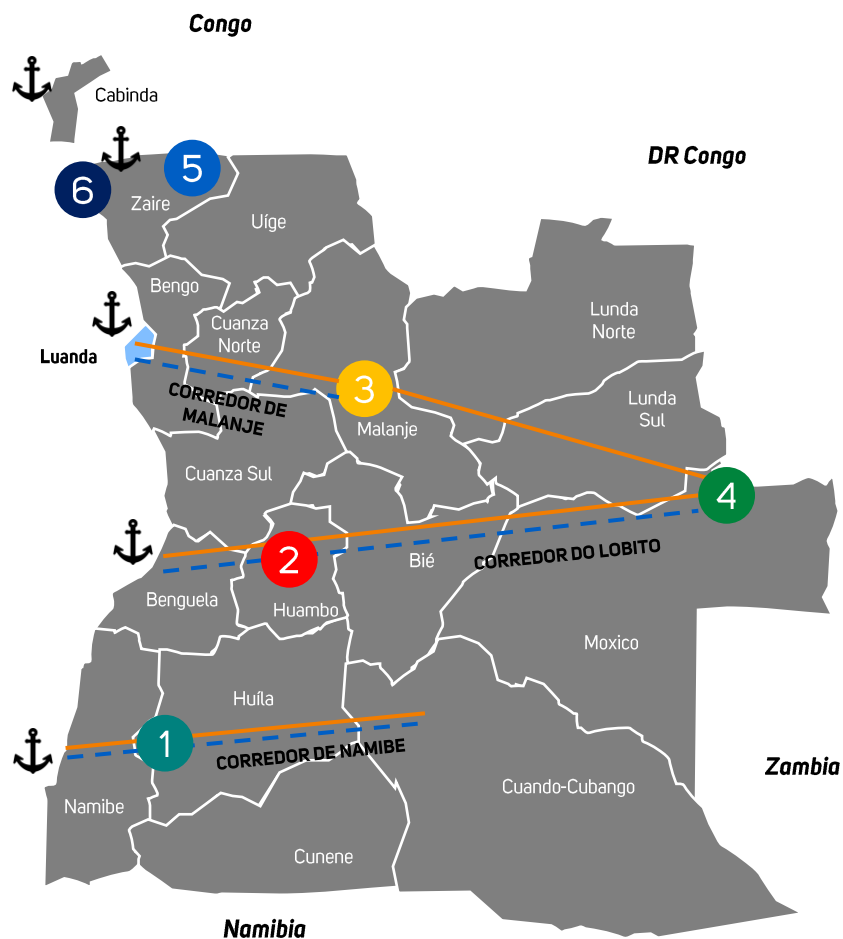 Congo
Cabinda
DR Congo
5
6
Zaire
Uíge
Bengo
Lunda
Norte
Cuanza
Norte
Luanda
3
CORREDOR DE
MALANJE
Lunda
Sul
Malanje
Cuanza Sul
4
2
Bié
CORREDOR DO LOBITO
Benguela
Huambo
Moxico
Huíla
1
CORREDOR DE NAMIBE
Zambia
Cuando-Cubango
Namibe
Cunene
Namibia